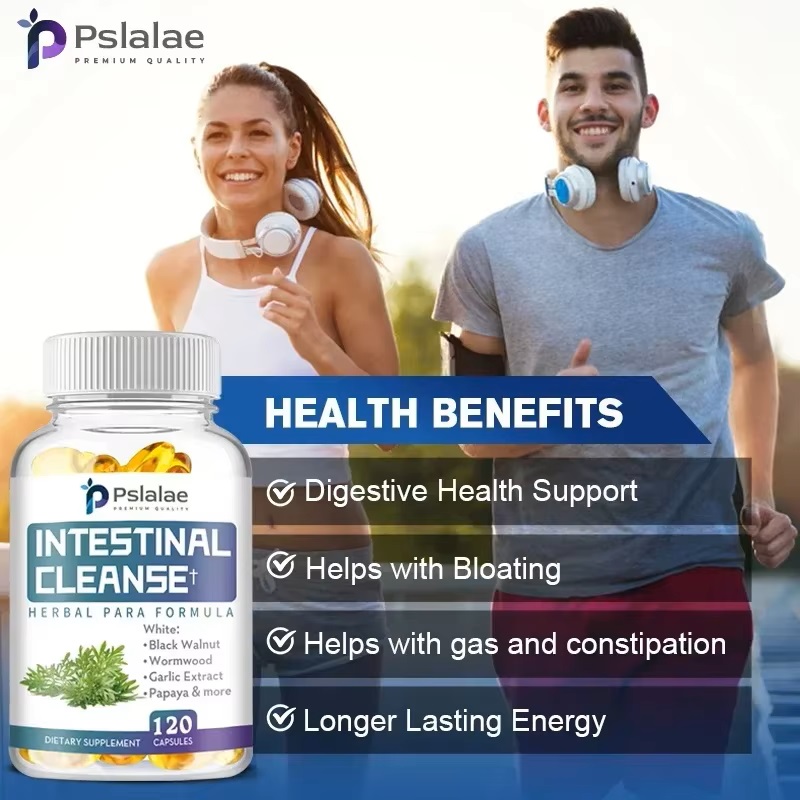 Pslalae
PREMIUM QUALITY
HEALTH BENEFITS
Digestive Health Support
Helps with Bloating
Helps with gas and constipation
Longer Lasting Energy
Pslalae
PREMIUM QUALITY
INTESTINAL
CLEANSE†
HERBAL PARA FORMULA
White:
•Black Walnut
•Wormwood
•Garlic Extract
•Papaya & more
DIETARY SUPPLEMENT
120
CAPSULES